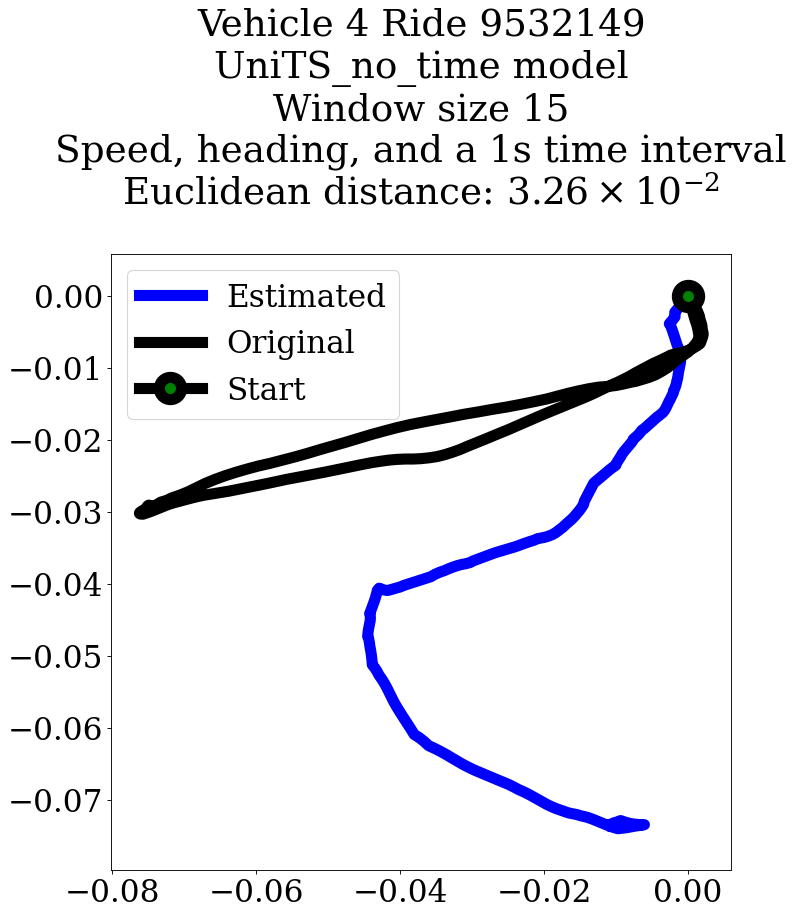 Vehicle 4 Ride 9532149
UniTS_no_time model
Window size 15
Speed, heading, and a 1s time interval
Euclidean distance: 3.26 × 10⁻²
Estimated
Original
Start
0.00
−0.01
−0.02
−0.03
−0.04
−0.05
−0.06
−0.07
−0.08 −0.06 −0.04 −0.02 0.00